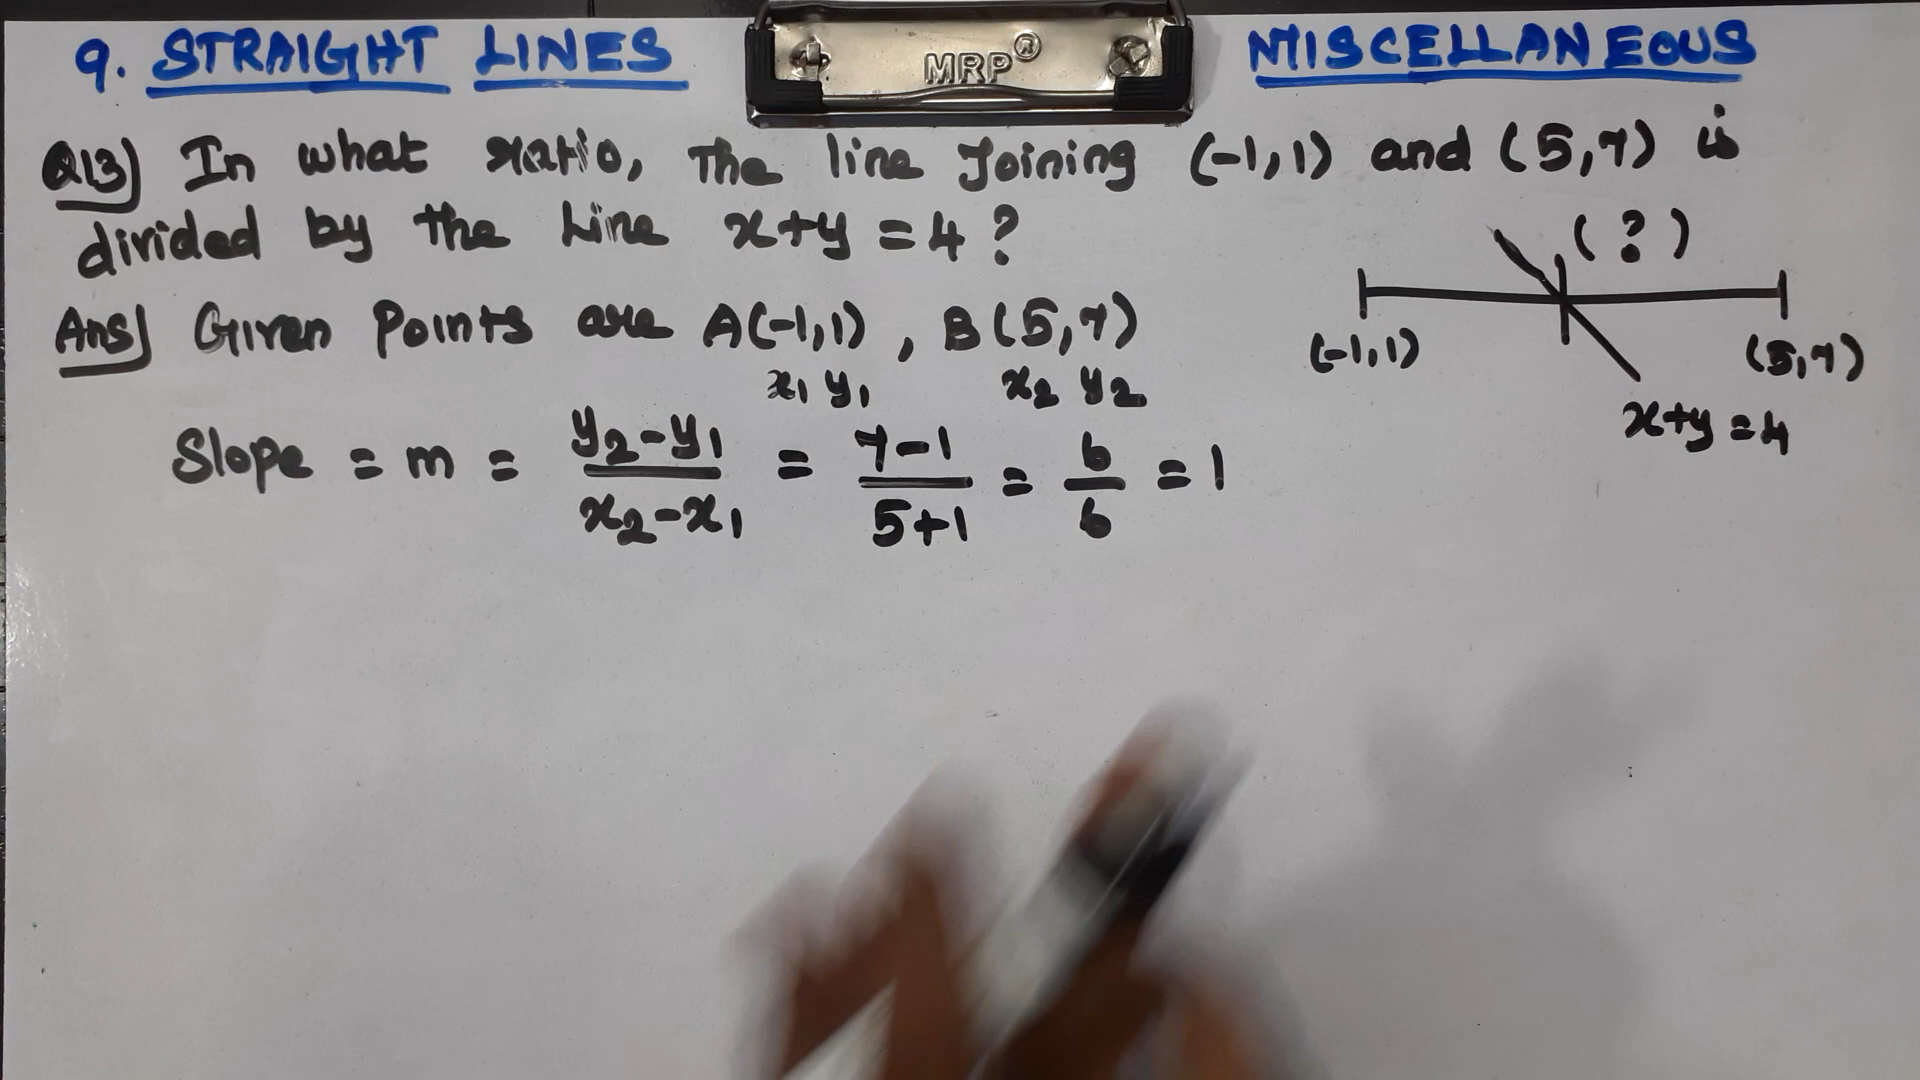 9. STRAIGHT LINES MRP® MISCELLANEOUS
Q13) In what ratio, The line Joining (-1,1) and (5,7) is
divided by the Line x+y = 4 ?
(?)
(-1,1) (5,7)
x+y = 4
Ans) Given Points are A(-1,1) , B(5,7)
x1 y1 x2 y2
Slope = m = y2-y1/x2-x1 = 7-1/5+1 = 6/6 = 1